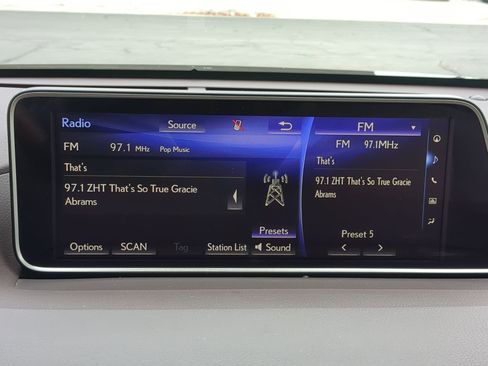 Radio
Source
FM
FM 97.1 MHz Pop Music
FM 97.1MHz
That's
That's
97.1 ZHT That's So True Gracie
Abrams
97.1 ZHT That's So True Gracie
Abrams
Presets
Preset 5
Options SCAN Tag Station List Sound